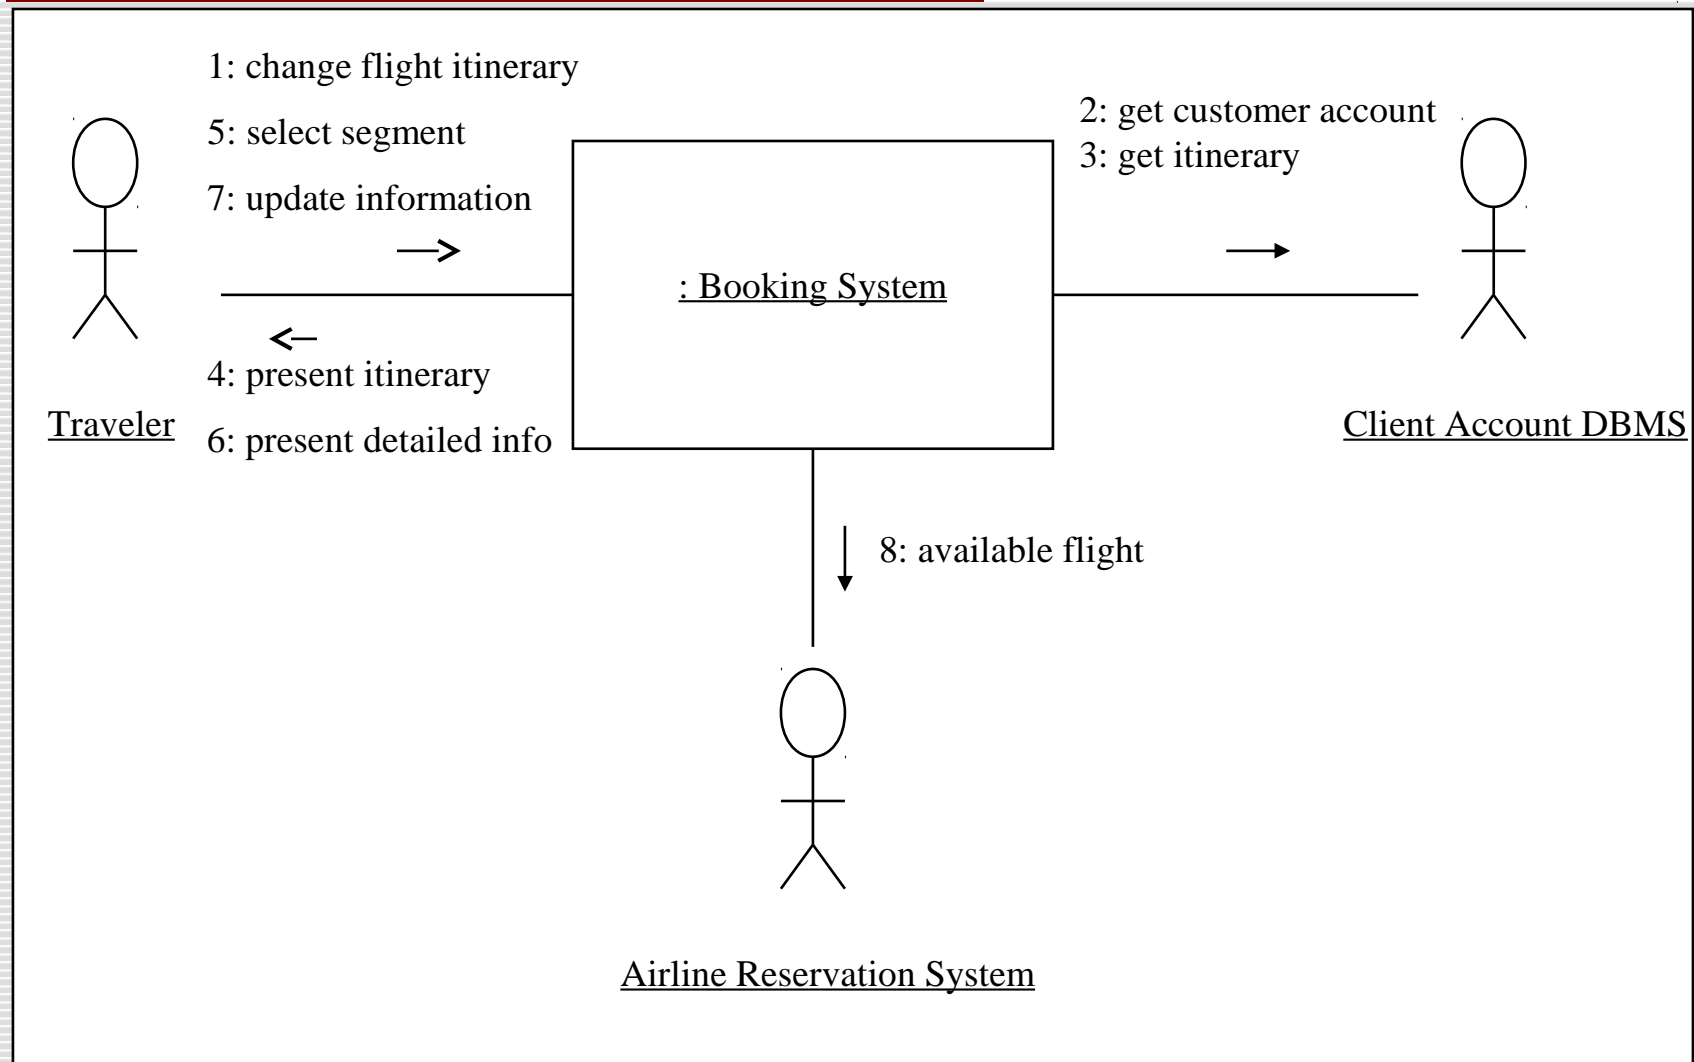 1: change flight itinerary
5: select segment
7: update information
2: get customer account
3: get itinerary
: Booking System
4: present itinerary
6: present detailed info
Traveler
Client Account DBMS
8: available flight
Airline Reservation System